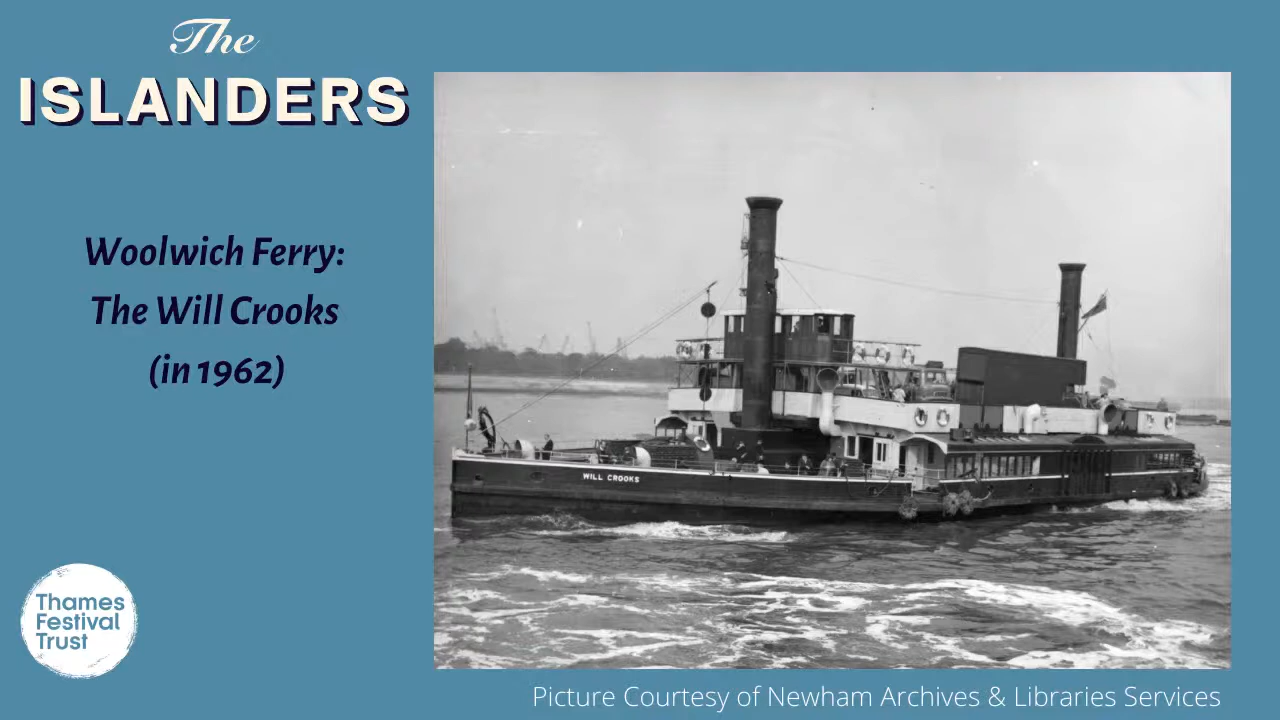 The
ISLANDERS
Woolwich Ferry:
The Will Crooks
(in 1962)
WILL CROOKS
Thames
Festival
Trust
Picture Courtesy of Newham Archives & Libraries Services